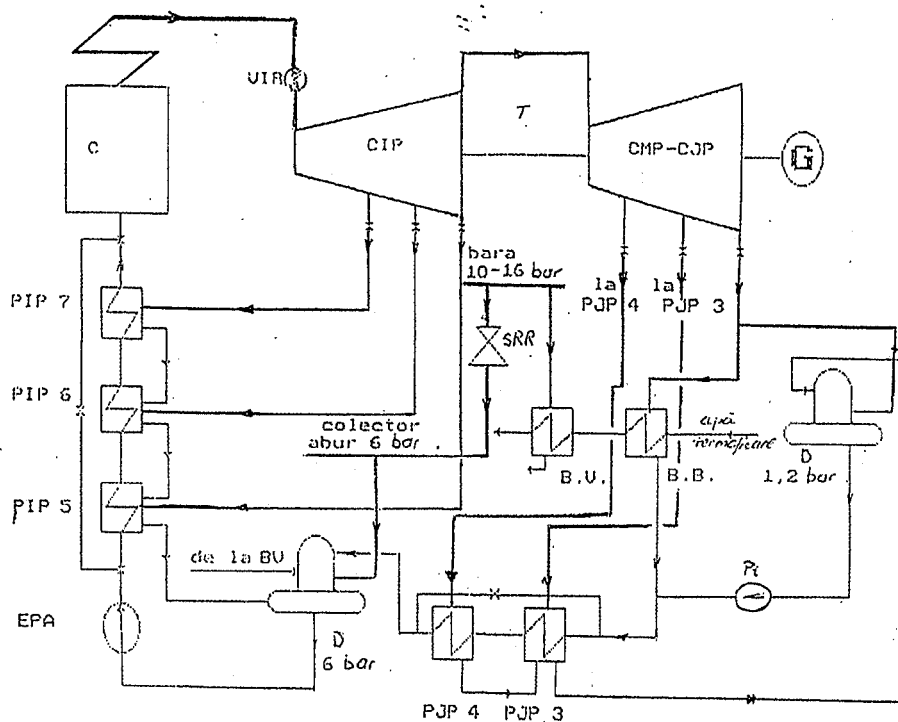 VIR
C
CIP
T
CMP-CJP
G
bara
10-16 bar
la
PJP 4
la
PJP 3
PIP 7
SRR
PIP 6
colector
abur 6 bar
apă
termoficare
B.V.
B.B.
D
1,2 bar
PIP 5
de la BV
EPA
D
6 bar
Pt
PJP 4
PJP 3